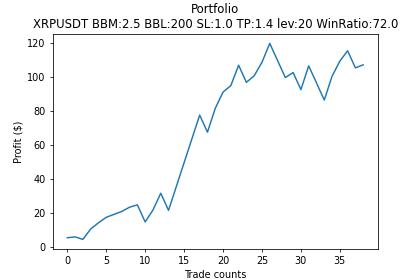 Portfolio
XRPUSDT BBM:2.5 BBL:200 SL:1.0 TP:1.4 lev:20 WinRatio:72.0
120
100
80
60
40
20
0
Profit ($)
0 5 10 15 20 25 30 35
Trade counts